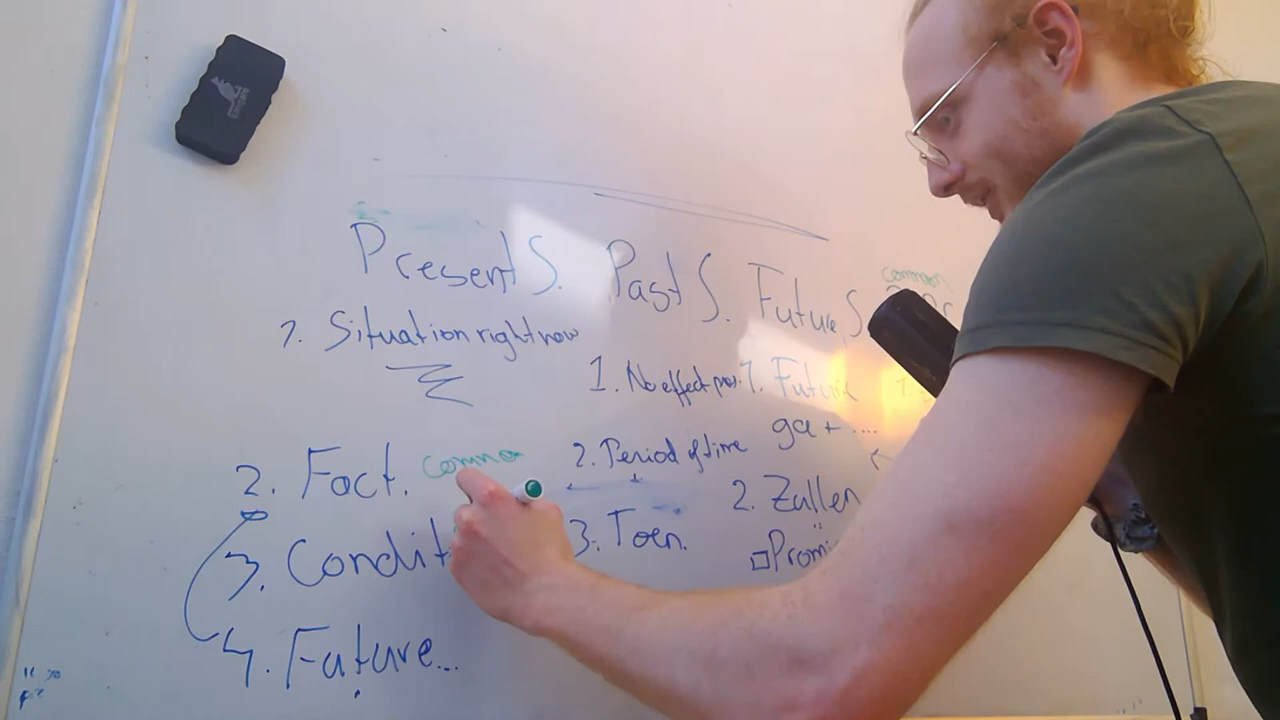 Present S. Past S. Future S.
common
1. Situation right now
1. No effect
1. Future
ga + ....
2. Fact. common
2. Period of time
2. Zullen
3. Condit
3. Toen.
Promi
4. Future...